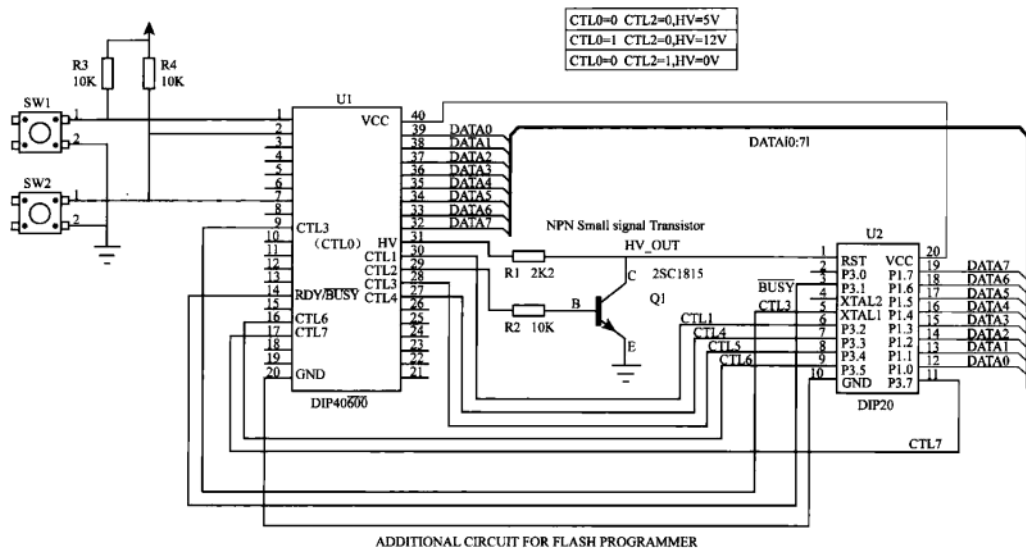 CTL0=0 CTL2=0,HV=5V
CTL0=1 CTL2=0,HV=12V
CTL0=0 CTL2=1,HV=0V
R3
10K
R4
10K
SW1
1
2
SW2
1
2
U1
VCC
CTL3
(CTL0)
HV
CTL1
CTL2
CTL3
CTL4
RDY/BUSY
CTL6
CTL7
GND
DIP40600
1
2
3
4
5
6
7
8
9
10
11
12
13
14
15
16
17
18
19
20
40
39 DATA0
38 DATA1
37 DATA2
36 DATA3
35 DATA4
34 DATA5
33 DATA6
32 DATA7
31
30
29
28
27
26
25
24
23
22
21
DATA[0:7]
NPN Small signal Transistor
HV_OUT
R1 2K2
2SC1815
C
B
E
Q1
R2 10K
BUSY
CTL3
CTL1
CTL4
CTL5
CTL6
U2
1 RST
2 P3.0
3 P3.1
4 XTAL2
5 XTAL1
6 P3.2
7 P3.3
8 P3.4
9 P3.5
10 GND
VCC 20
P1.7 19 DATA7
P1.6 18 DATA6
P1.5 17 DATA5
P1.4 16 DATA4
P1.3 15 DATA3
P1.2 14 DATA2
P1.1 13 DATA1
P1.0 12 DATA0
P3.7 11
DIP20
CTL7
ADDITIONAL CIRCUIT FOR FLASH PROGRAMMER